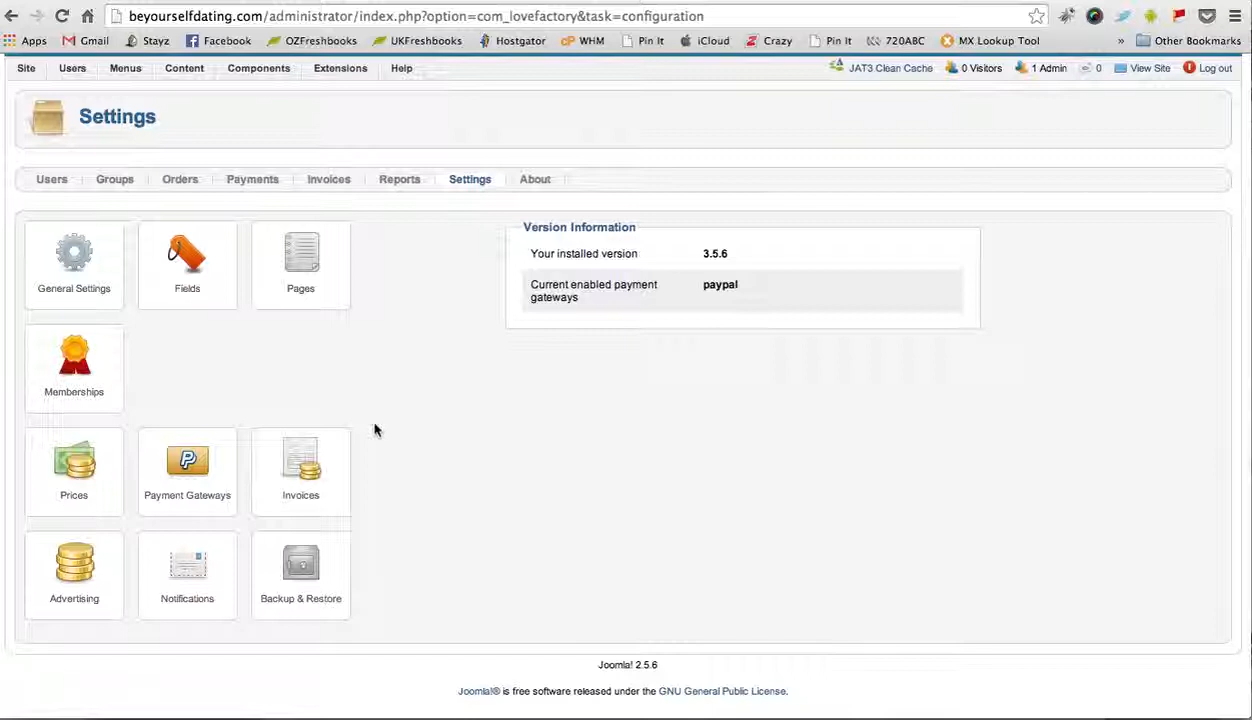 beyourselfdating.com/administrator/index.php?option=com_lovefactory&task=configuration
Apps Gmail Stayz Facebook OZFreshbooks UKFreshbooks Hostgator WHM Pin It iCloud Crazy Pin It 720ABC MX Lookup Tool » Other Bookmarks
Site Users Menus Content Components Extensions Help JAT3 Clean Cache 0 Visitors 1 Admin 0 View Site Log out
Settings
Users Groups Orders Payments Invoices Reports Settings About
Version Information
Your installed version 3.5.6
Current enabled payment gateways paypal
General Settings Fields Pages
Memberships
Prices Payment Gateways Invoices
Advertising Notifications Backup & Restore
Joomla! 2.5.6
Joomla!® is free software released under the GNU General Public License.